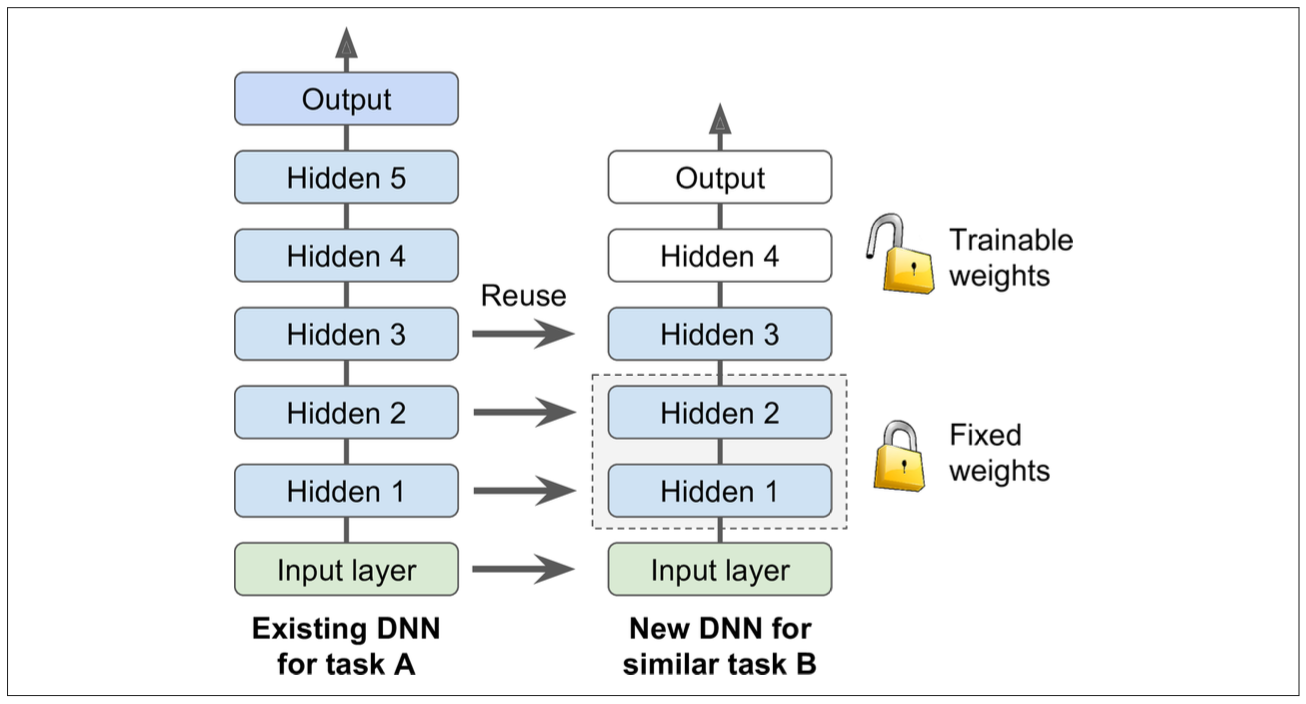 Output
Hidden 5
Hidden 4
Hidden 3
Hidden 2
Hidden 1
Input layer
Existing DNN
for task A
Reuse
Output
Hidden 4
Hidden 3
Hidden 2
Hidden 1
Input layer
New DNN for
similar task B
Trainable
weights
Fixed
weights